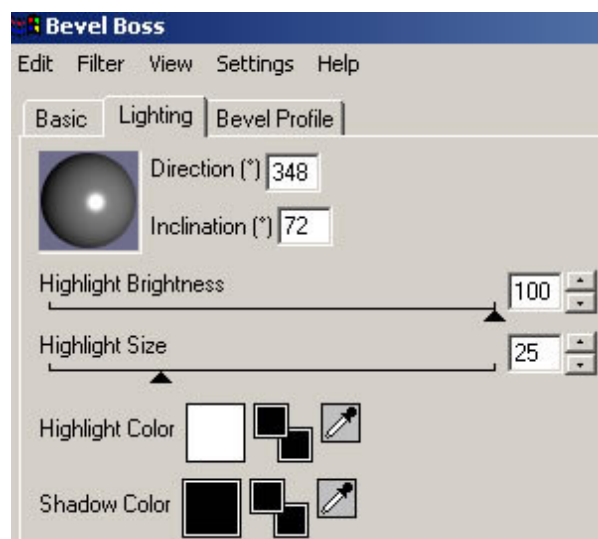 Bevel Boss
Edit Filter View Settings Help
Basic Lighting Bevel Profile
Direction (°) 348
Inclination (°) 72
Highlight Brightness 100
Highlight Size 25
Highlight Color
Shadow Color